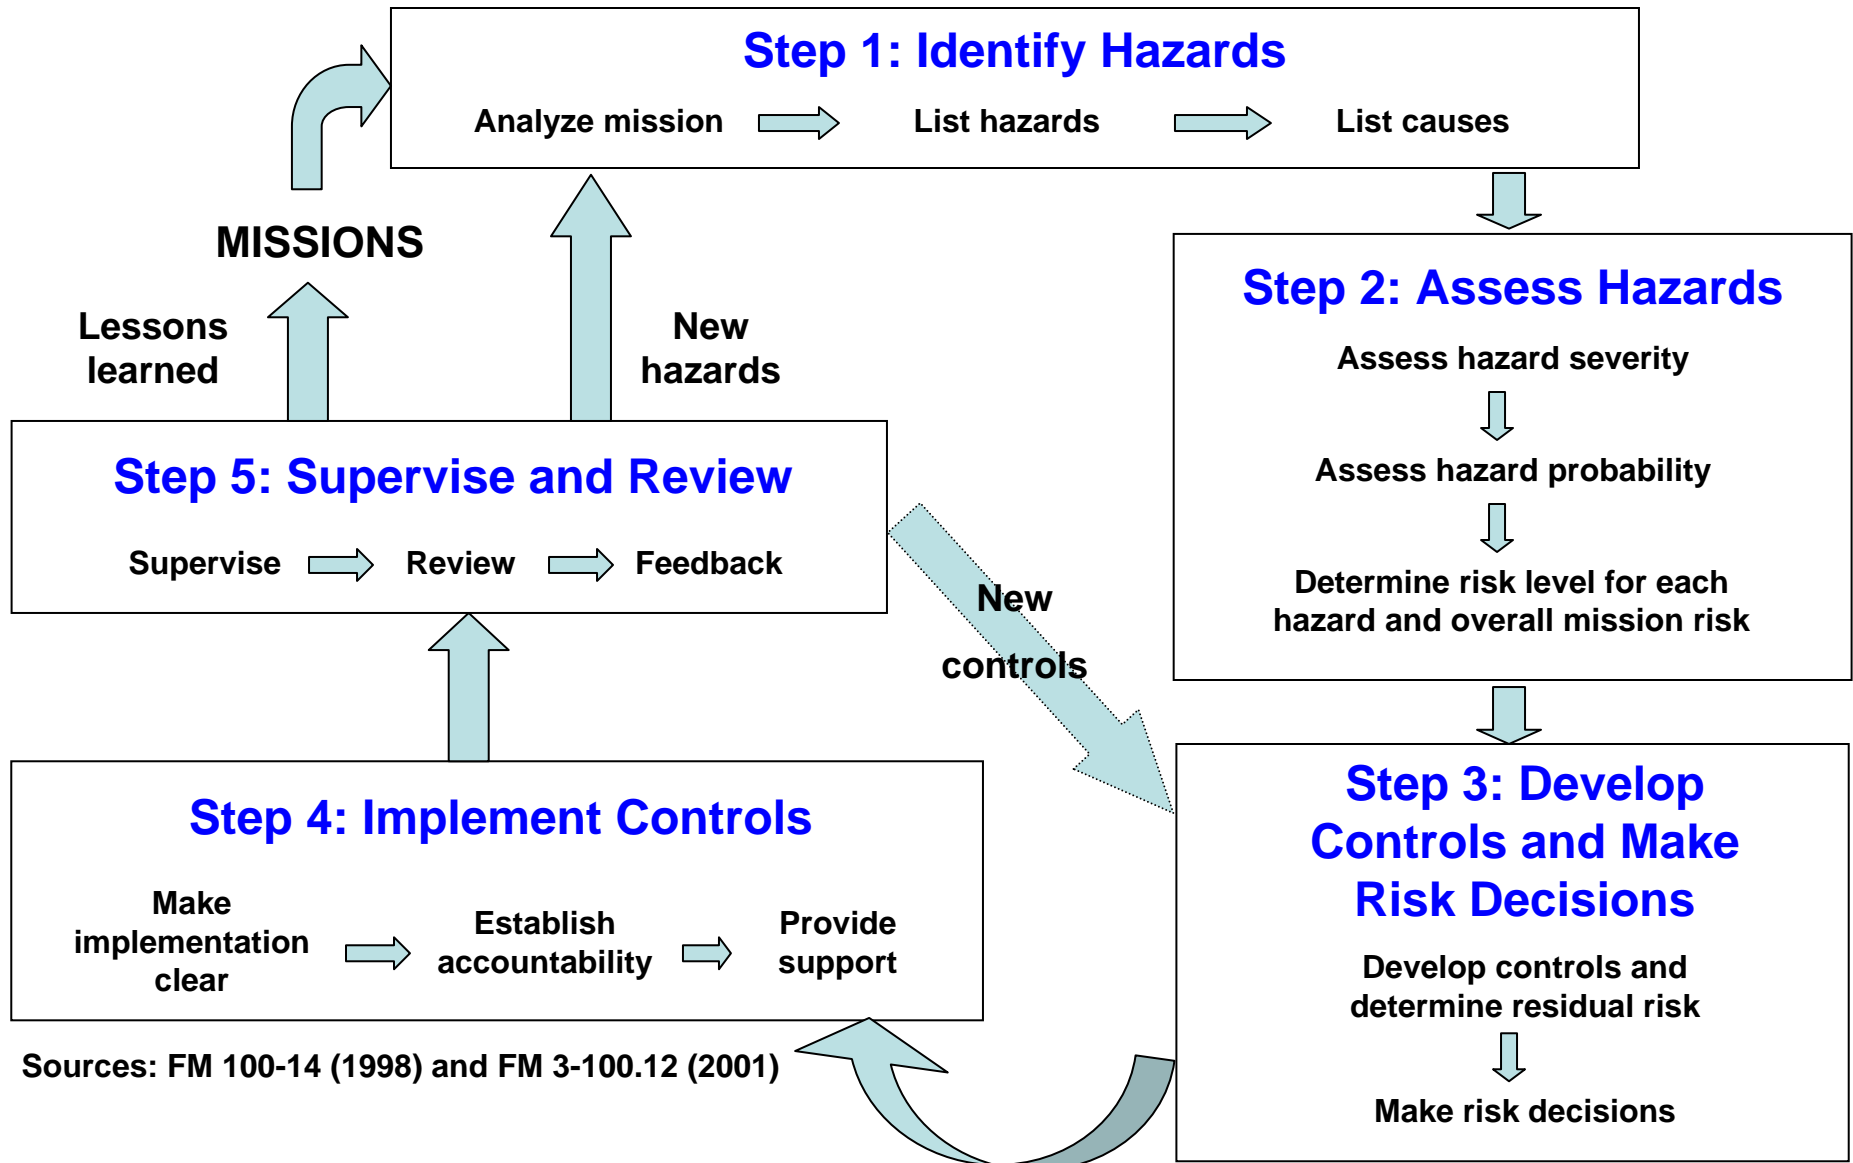 Step 1: Identify Hazards
Analyze mission
List hazards
List causes
MISSIONS
Lessons
learned
New
hazards
Step 2: Assess Hazards
Assess hazard severity
Assess hazard probability
Determine risk level for each
hazard and overall mission risk
Step 5: Supervise and Review
Supervise
Review
Feedback
New
controls
Step 3: Develop
Controls and Make
Risk Decisions
Develop controls and
determine residual risk
Make risk decisions
Step 4: Implement Controls
Make
implementation
clear
Establish
accountability
Provide
support
Sources: FM 100-14 (1998) and FM 3-100.12 (2001)